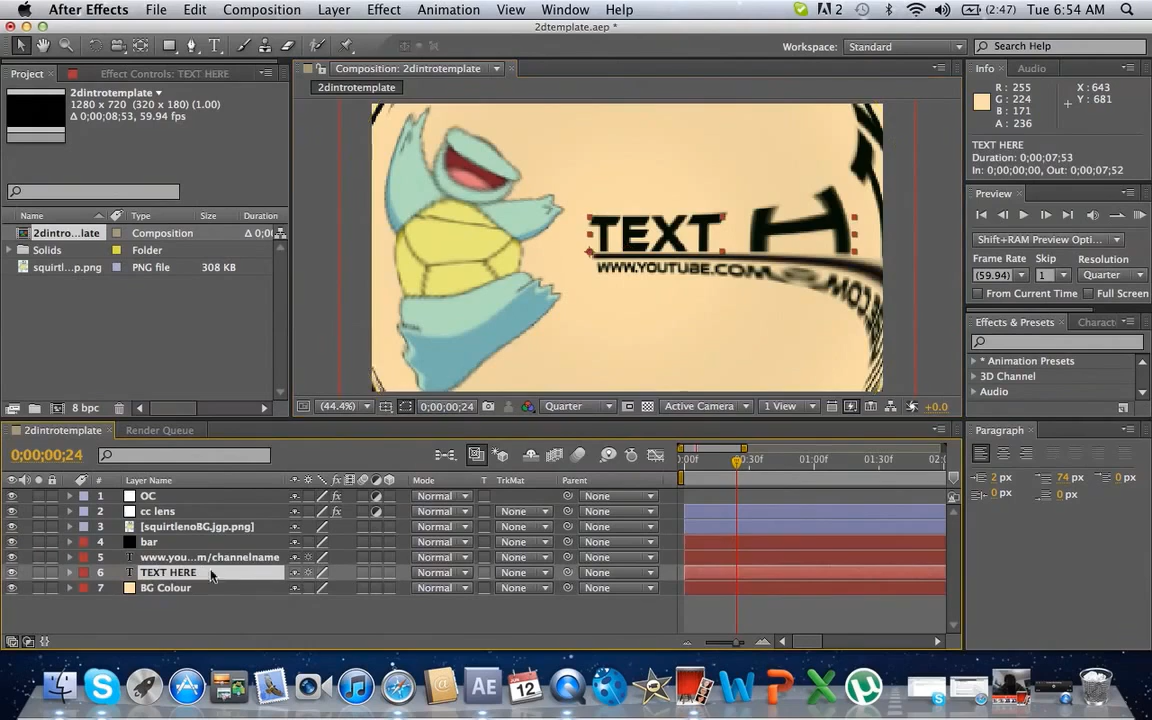 After Effects File Edit Composition Layer Effect Animation View Window Help 2 (2:47) Tue 6:54 AM
2dtemplate.aep *
Workspace: Standard Search Help
Project Effect Controls: TEXT HERE Composition: 2dintrotemplate Info Audio
2dintrotemplate
2dintrotemplate
1280 x 720 (320 x 180) (1.00)
Δ 0;00;08;53, 59.94 fps
R: 255
G: 224
B: 171
A: 236
X: 643
Y: 681
TEXT HERE
Duration: 0;00;07;53
In: 0;00;00;00, Out: 0;00;07;52
Preview
Name Type Size Duration
2dintro...late Composition Δ 0;0
Solids Folder
squirtl...p.png PNG file 308 KB
TEXT H
WWW.YOUTUBE.COM
Shift+RAM Preview Opti...
Frame Rate Skip Resolution
(59.94) 1 Quarter
From Current Time Full Screen
Effects & Presets Charact
* Animation Presets
3D Channel
Audio
8 bpc
(44.4%) 0;00;00;24 Quarter Active Camera 1 View +0.0
2dintrotemplate Render Queue
Paragraph
0;00;00;24
:00f 00:30f 01:00f 01:30f 02:0
# Layer Name Mode T TrkMat Parent
1 OC Normal None
2 cc lens Normal None None
3 [squirtlenoBG.jgp.png] Normal None None
4 bar Normal None None
5 www.you...m/channelname Normal None None
6 TEXT HERE Normal None None
7 BG Colour Normal None None
2 px 74 px 0 px
0 px 0 px
AE
12